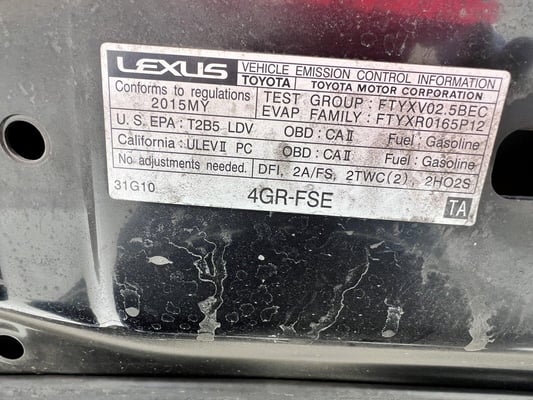 LEXUS VEHICLE EMISSION CONTROL INFORMATION
TOYOTA TOYOTA MOTOR CORPORATION
Conforms to regulations
2015MY
TEST GROUP : FTYXV02.5BEC
EVAP FAMILY : FTYXR0165P12
U.S. EPA : T2B5 LDV OBD : CAII Fuel : Gasoline
California : ULEVII PC OBD : CAII Fuel : Gasoline
No adjustments needed. DFI, 2A/FS, 2TWC(2), 2HO2S
31G10 4GR-FSE TA